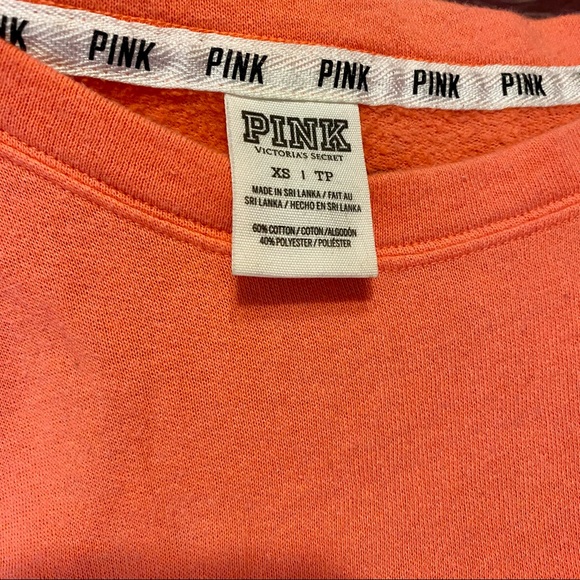 PINK PINK PINK PINK PINK
PINK
VICTORIA'S SECRET
XS | TP
MADE IN SRI LANKA / FAIT AU
SRI LANKA / HECHO EN SRI LANKA
60% COTTON / COTON /ALGODÓN
40% POLYESTER / POLIÉSTER